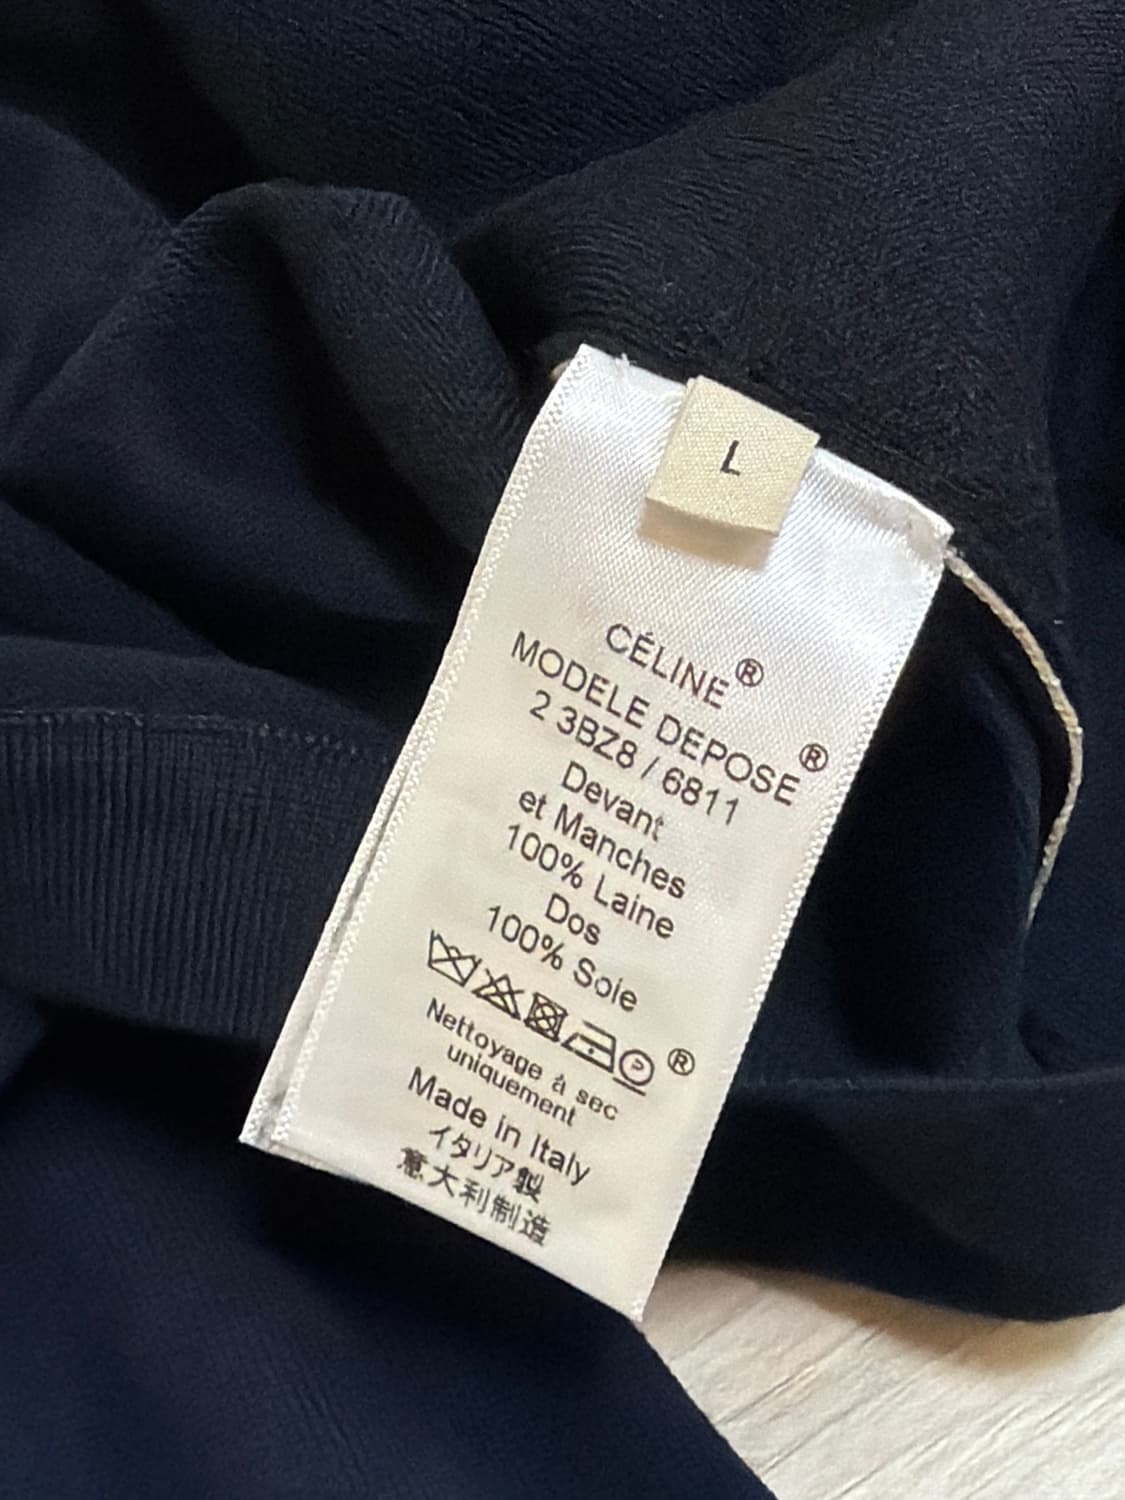 L
CÉLINE®
MODELE DEPOSE®
2 3BZ8 / 6811
Devant
et Manches
100% Laine
Dos
100% Soie
P ®
Nettoyage à sec
uniquement
Made in Italy
イタリア製
意大利制造